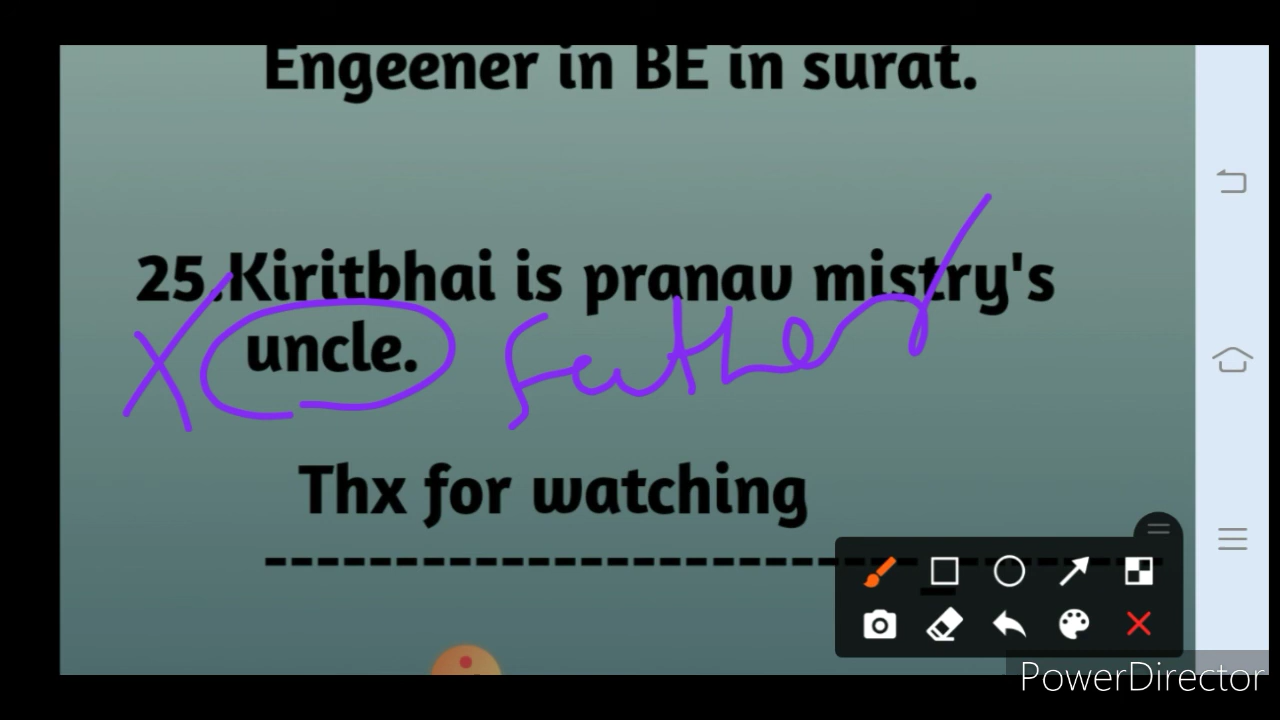 Engeener in BE in surat.
25.Kiritbhai is pranav mistry's
uncle. father
Thx for watching
PowerDirector